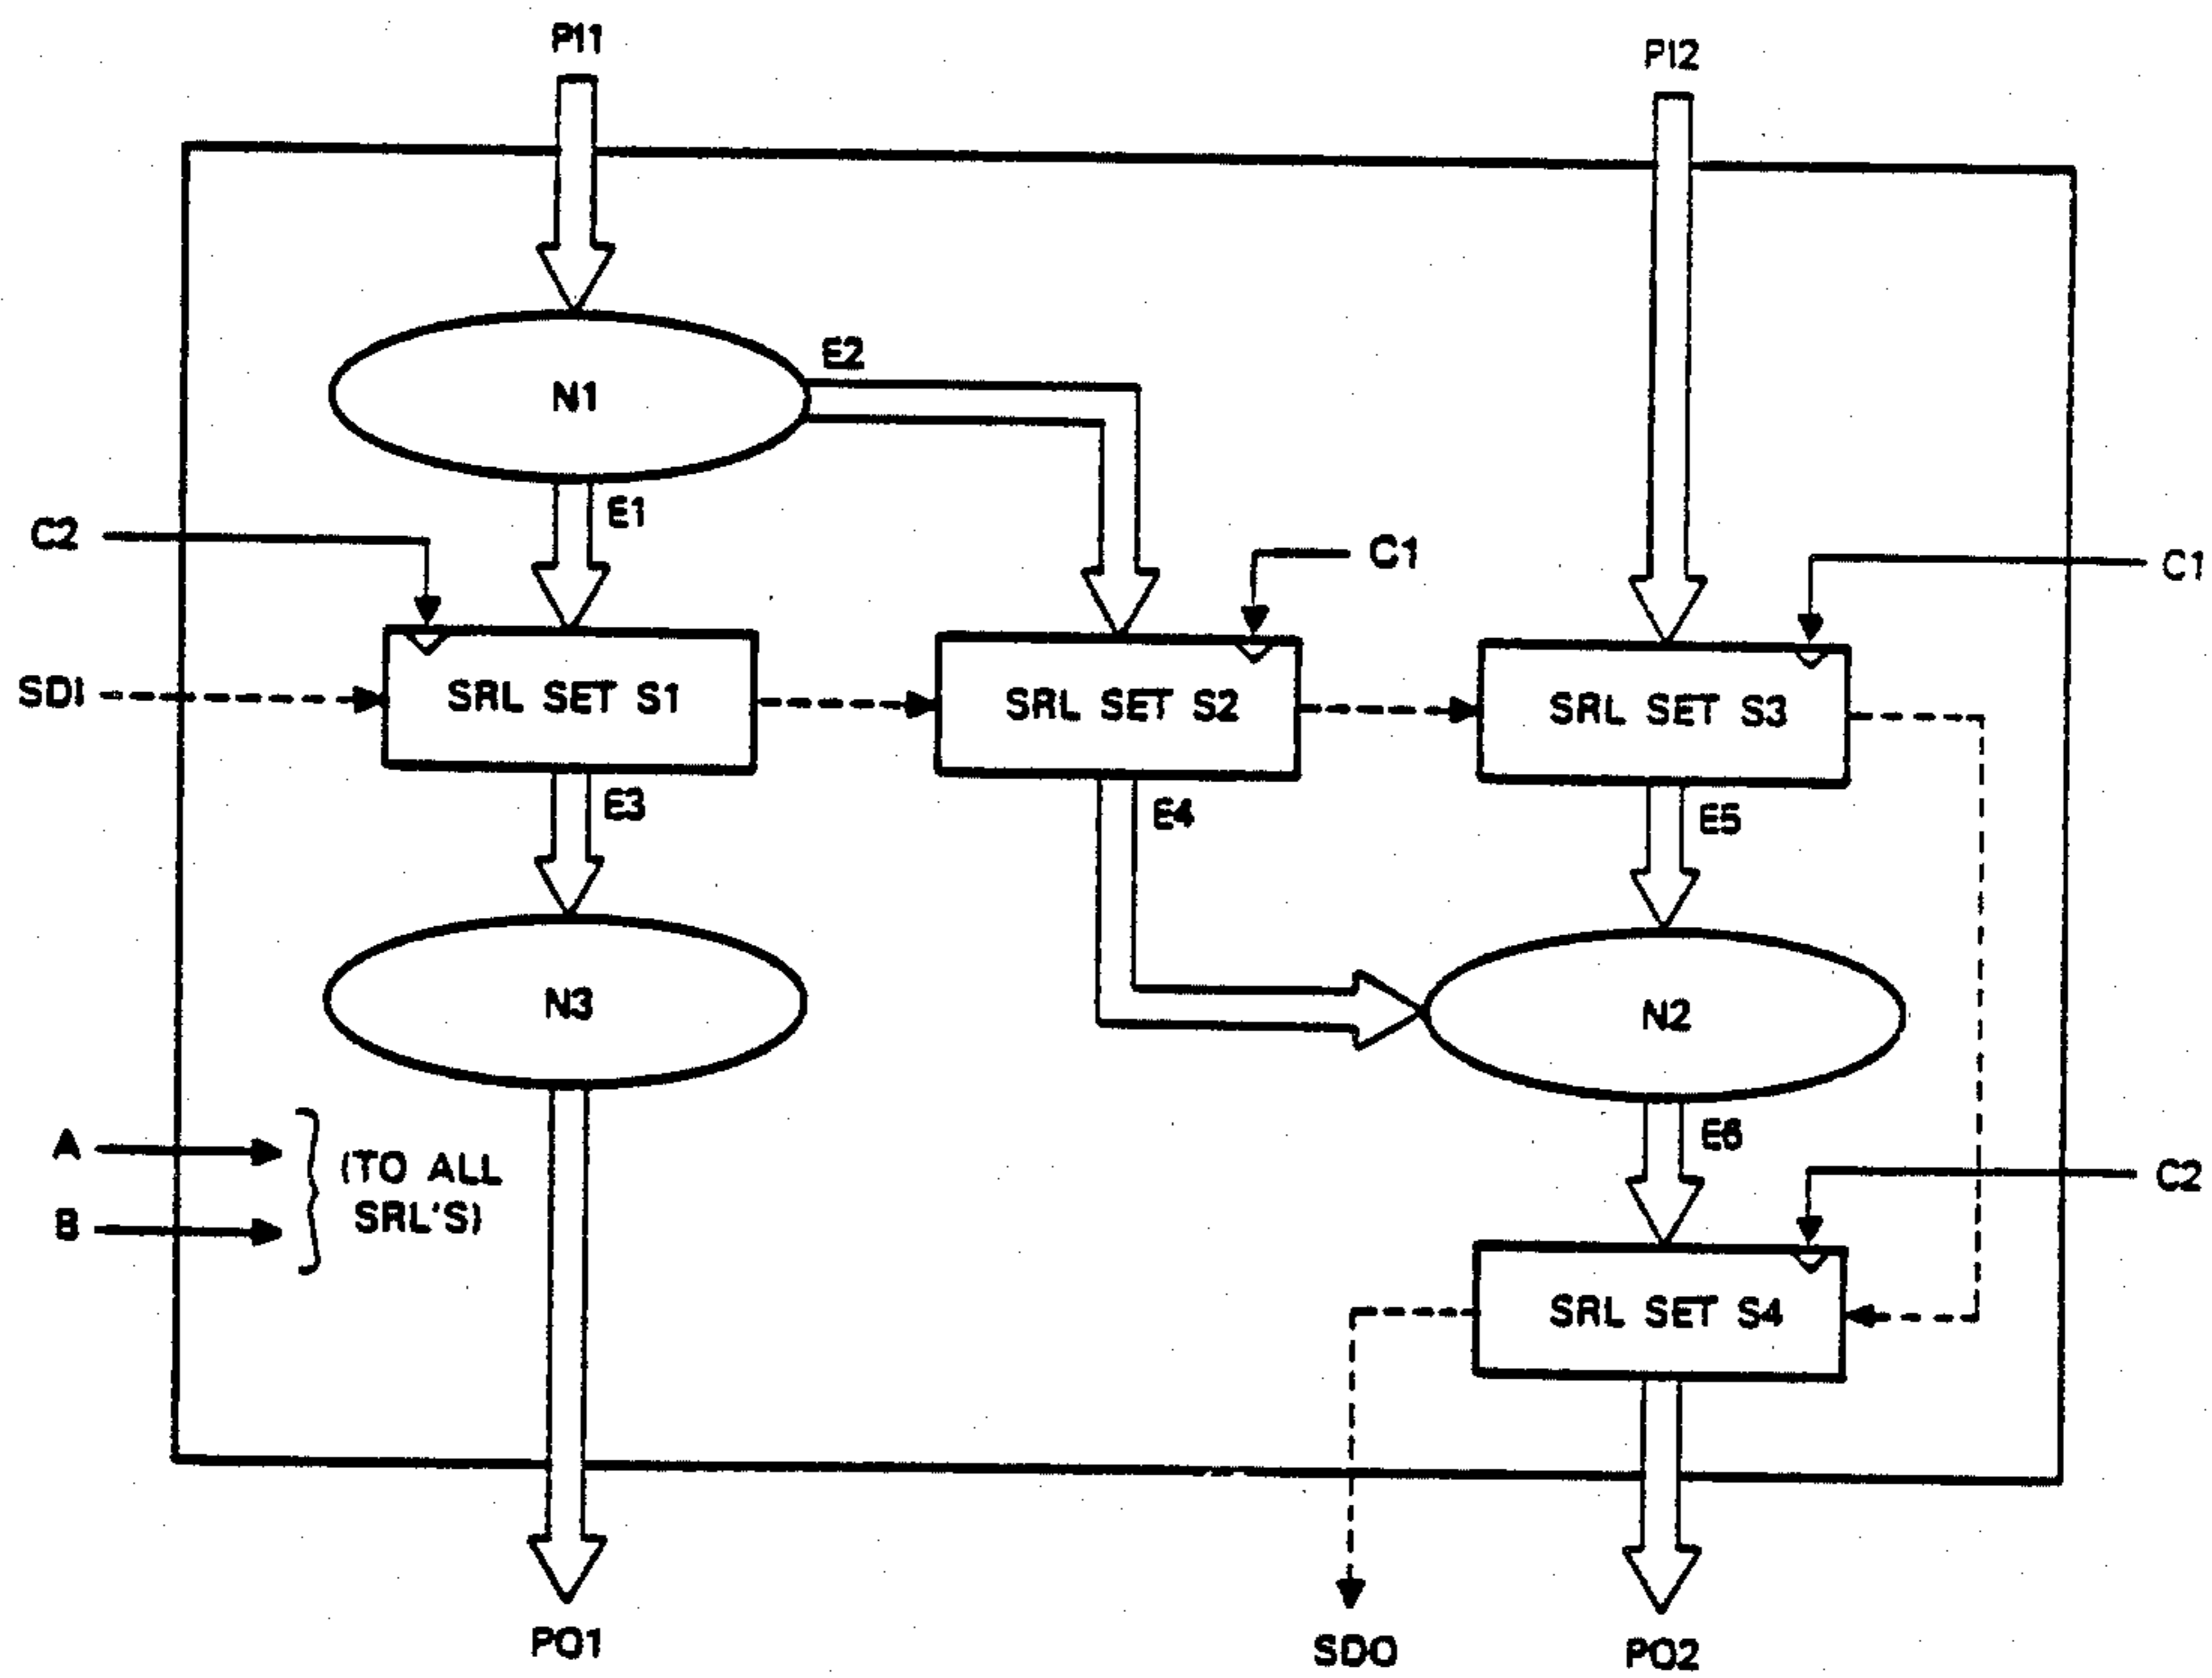 PI1
PI2
N1
E2
E1
C2
C1
C1
SDI
SRL SET S1
SRL SET S2
SRL SET S3
E3
E4
E5
N3
N2
A
B
(TO ALL
SRL'S)
E6
C2
SRL SET S4
PO1
SDO
PO2